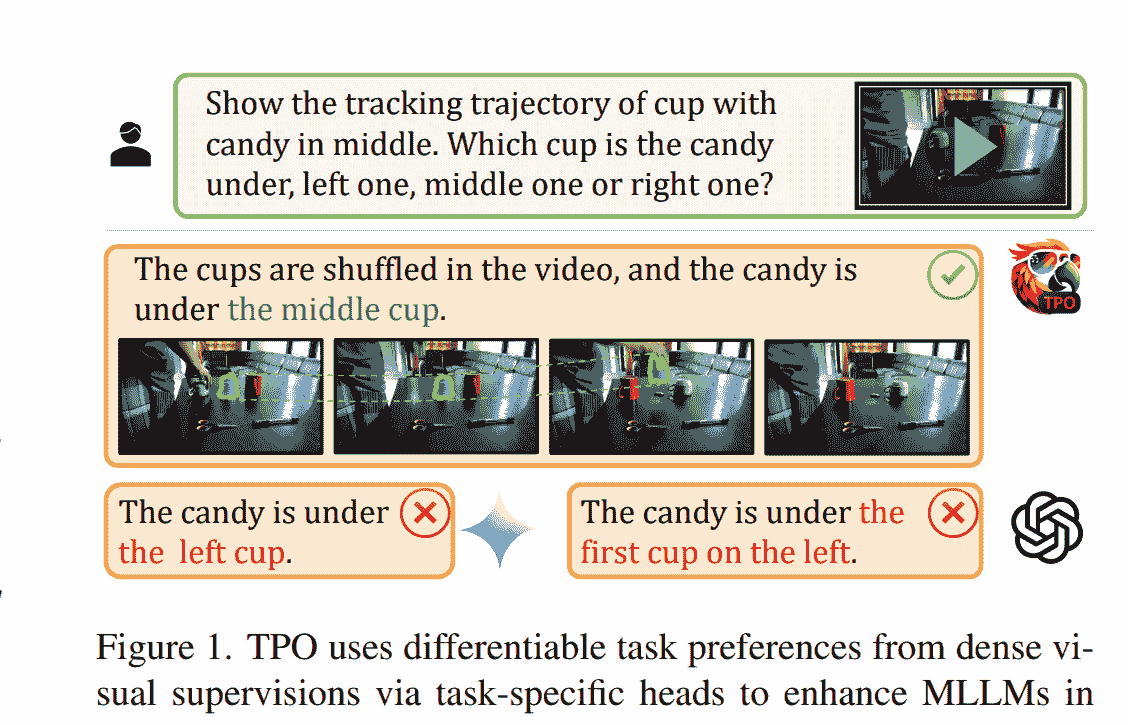 Show the tracking trajectory of cup with
candy in middle. Which cup is the candy
under, left one, middle one or right one?
The cups are shuffled in the video, and the candy is
under the middle cup.
TPO
The candy is under
the left cup.
The candy is under the
first cup on the left.
Figure 1. TPO uses differentiable task preferences from dense vi-
sual supervisions via task-specific heads to enhance MLLMs in